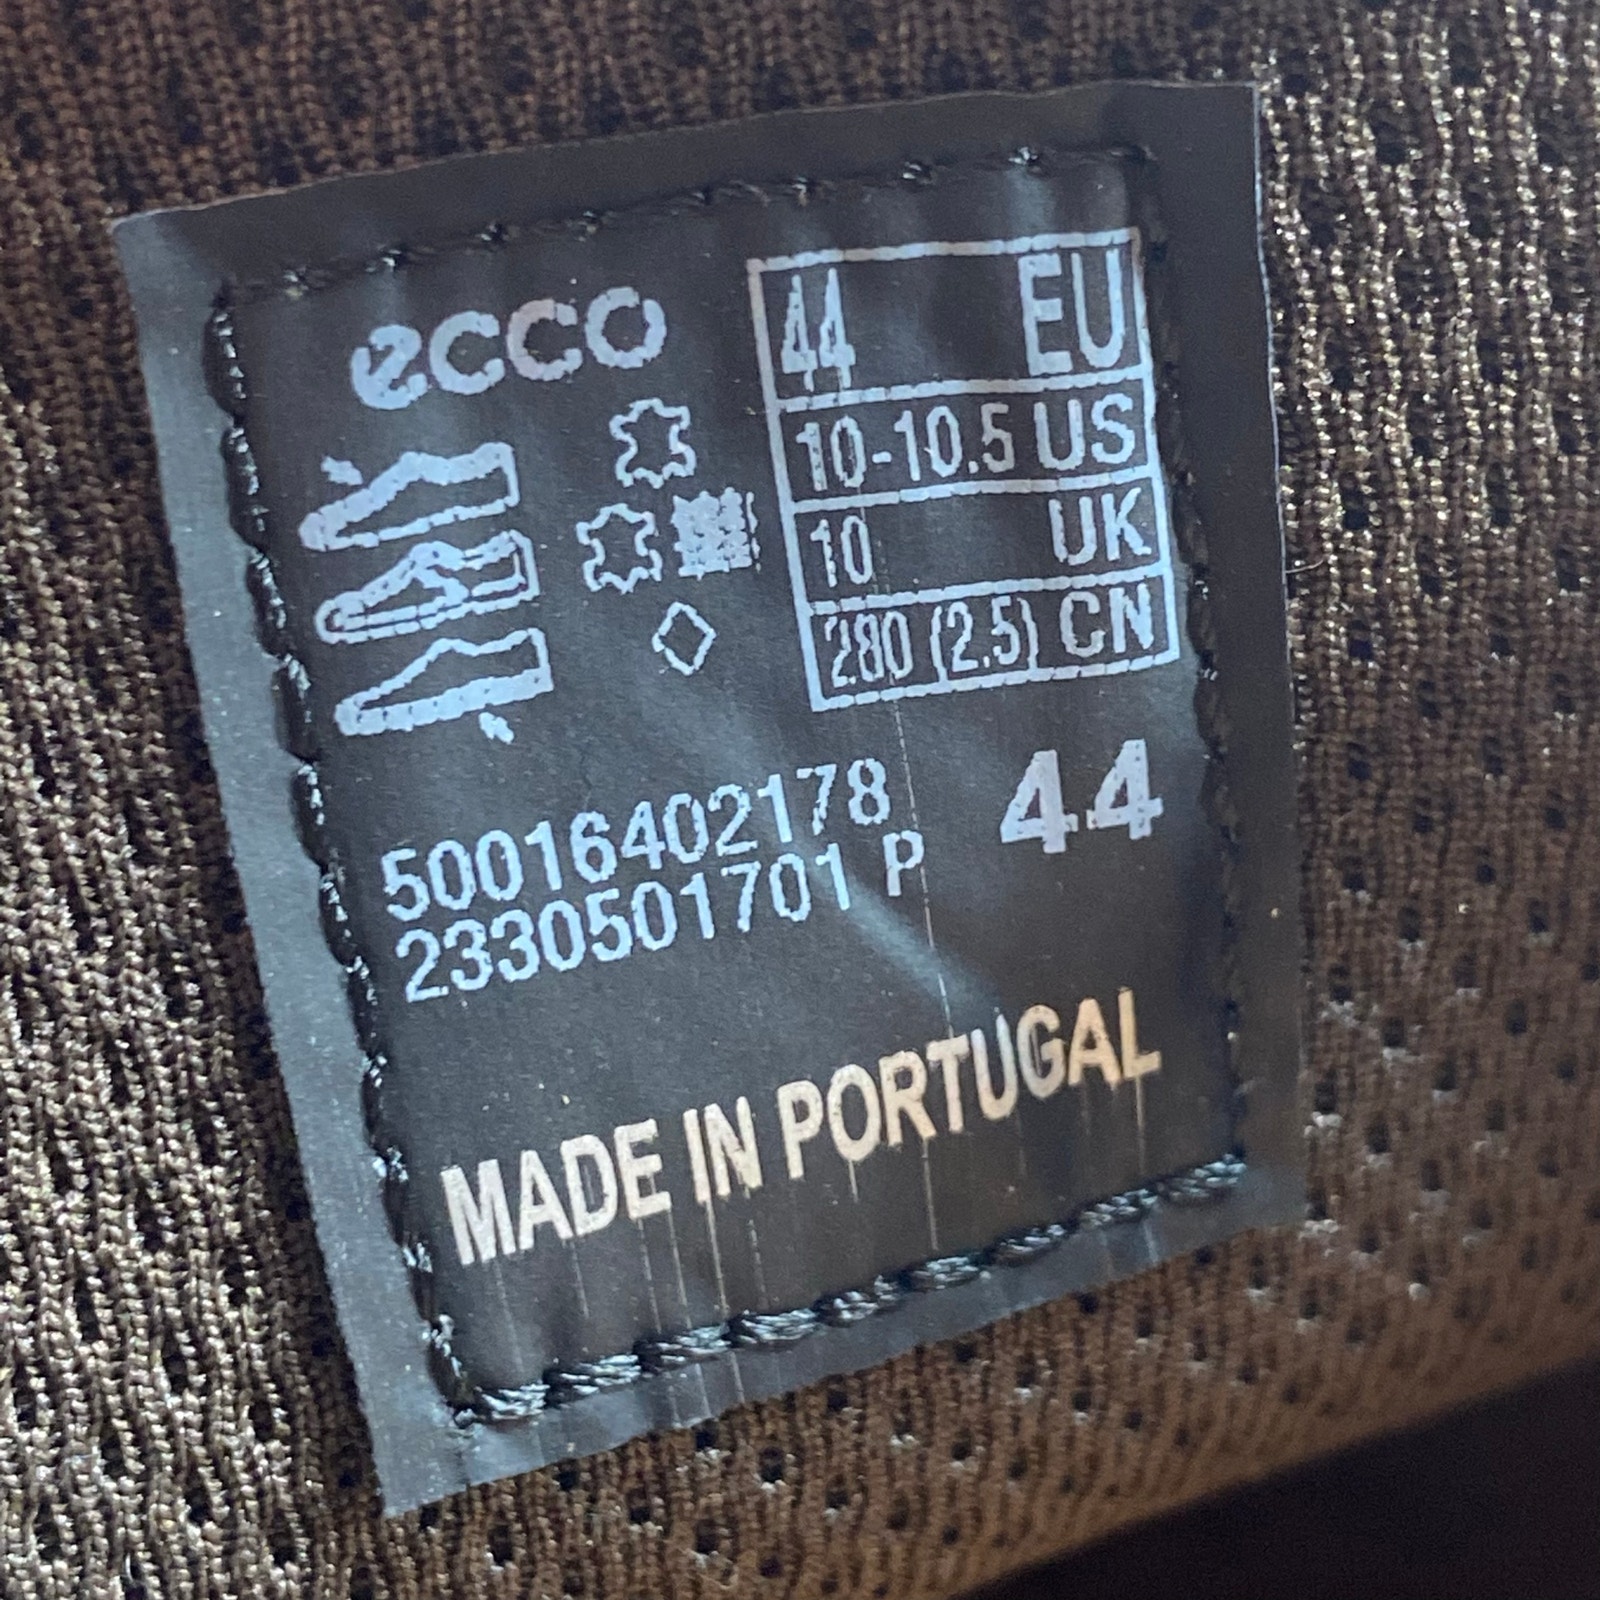 ecco
44 EU
10-10.5 US
10 UK
280 (2.5) CN
50016402178
2330501701 P
44
MADE IN PORTUGAL